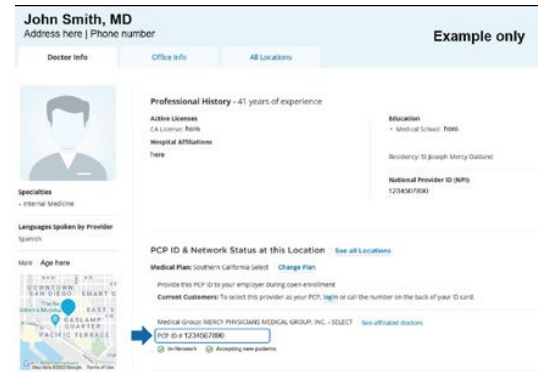 John Smith, MD
Address here | Phone number
Example only
Doctor Info
Office Info
All Locations
Professional History - 41 years of experience
Active Licenses
CA License: here
Hospital Affiliations
here
Education
• Medical School: here
Residency: St Joseph Mercy Oakland
National Provider ID (NPI)
1234567890
Specialties
- Internal Medicine
Languages Spoken by Provider
Spanish
Male Age here
DOWNTOWN
SAN DIEGO
EAST V
GASLAMP
QUARTER
PACIFIC TERRACE
Terms of Use
PCP ID & Network Status at this Location See all Locations
Medical Plan: Southern California Select Change Plan
Provide this PCP ID to your employer during open enrollment
Current Customers: To select this provider as your PCP, login or call the number on the back of your ID card.
Medical Group: MERCY PHYSICIANS MEDICAL GROUP, INC. - SELECT See affiliated doctors
PCP ID # 1234567890
In-Network Accepting new patients